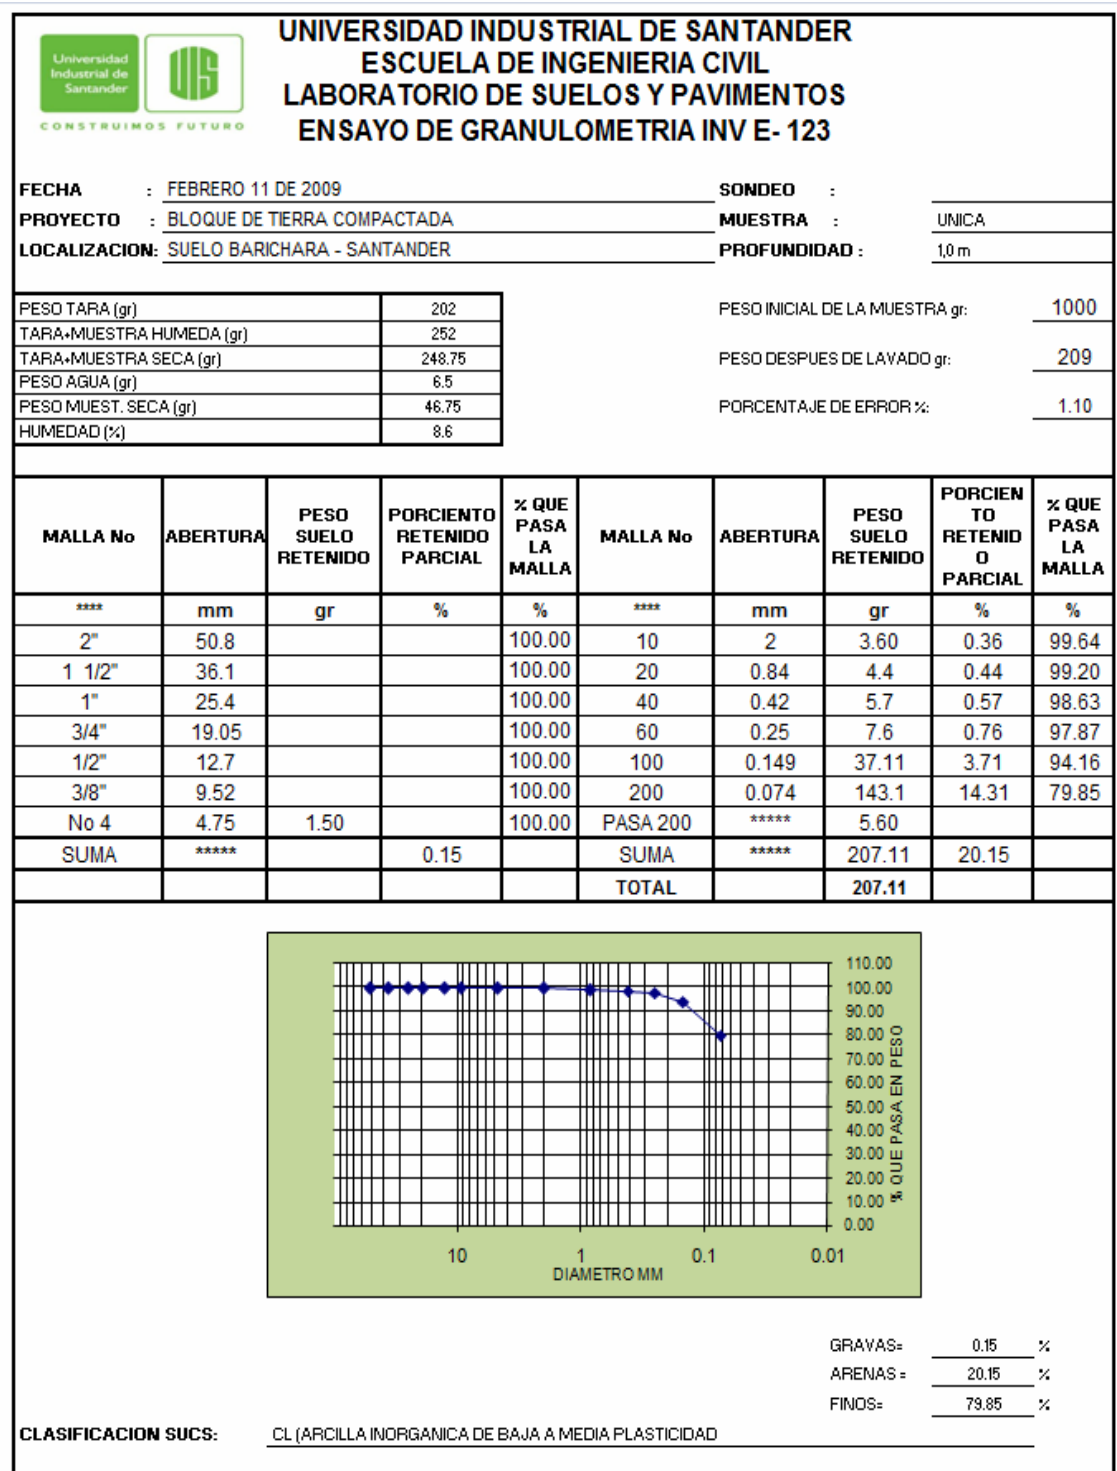 Universidad
Industrial de
Santander
UIS
CONSTRUIMOS FUTURO
UNIVERSIDAD INDUSTRIAL DE SANTANDER
ESCUELA DE INGENIERIA CIVIL
LABORATORIO DE SUELOS Y PAVIMENTOS
ENSAYO DE GRANULOMETRIA INV E- 123
FECHA : FEBRERO 11 DE 2009 SONDEO :
PROYECTO : BLOQUE DE TIERRA COMPACTADA MUESTRA : UNICA
LOCALIZACION: SUELO BARICHARA - SANTANDER PROFUNDIDAD : 1,0 m
PESO TARA (gr) 202 PESO INICIAL DE LA MUESTRA gr: 1000
TARA+MUESTRA HUMEDA (gr) 252
TARA+MUESTRA SECA (gr) 248.75 PESO DESPUES DE LAVADO gr: 209
PESO AGUA (gr) 6.5
PESO MUEST. SECA (gr) 46.75 PORCENTAJE DE ERROR %: 1.10
HUMEDAD (%) 8.6
MALLA No ABERTURA PESO SUELO RETENIDO PORCIENTO RETENIDO PARCIAL % QUE PASA LA MALLA MALLA No ABERTURA PESO SUELO RETENIDO PORCIEN TO RETENID O PARCIAL % QUE PASA LA MALLA
**** mm gr % % **** mm gr % %
2" 50.8 100.00 10 2 3.60 0.36 99.64
1 1/2" 36.1 100.00 20 0.84 4.4 0.44 99.20
1" 25.4 100.00 40 0.42 5.7 0.57 98.63
3/4" 19.05 100.00 60 0.25 7.6 0.76 97.87
1/2" 12.7 100.00 100 0.149 37.11 3.71 94.16
3/8" 9.52 100.00 200 0.074 143.1 14.31 79.85
No 4 4.75 1.50 100.00 PASA 200 ***** 5.60
SUMA ***** 0.15 SUMA ***** 207.11 20.15
TOTAL 207.11
110.00
100.00
90.00
80.00
70.00
60.00
50.00
40.00
30.00
20.00
10.00
0.00
% QUE PASA EN PESO
10 1 0.1 0.01
DIAMETRO MM
GRAVAS= 0.15 %
ARENAS = 20.15 %
FINOS= 79.85 %
CLASIFICACION SUCS: CL (ARCILLA INORGANICA DE BAJA A MEDIA PLASTICIDAD